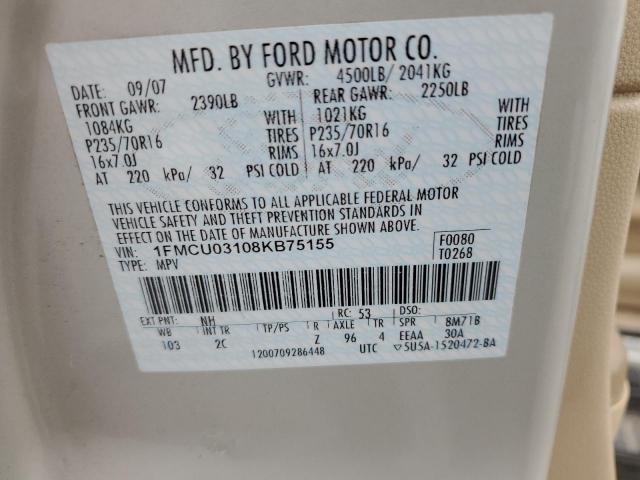 MFD. BY FORD MOTOR CO.
DATE: 09/07 GVWR: 4500LB/ 2041KG
FRONT GAWR: 2390LB REAR GAWR: 2250LB
1084KG WITH 1021KG WITH
P235/70R16 TIRES P235/70R16 TIRES
16x7.0J RIMS 16x7.0J RIMS
AT 220 kPa/ 32 PSI COLD AT 220 kPa/ 32 PSI COLD
THIS VEHICLE CONFORMS TO ALL APPLICABLE FEDERAL MOTOR
VEHICLE SAFETY AND THEFT PREVENTION STANDARDS IN
EFFECT ON THE DATE OF MANUFACTURE SHOWN ABOVE.
VIN: 1FMCU03108KB75155 F0080
TYPE: MPV T0268
EXT PNT: NH RC: 53 DSO:
WB INT TR TP/PS R AXLE TR SPR 8M71B
103 2C Z 96 4 EEAA 30A
1200709286448 UTC ▽5USA-1520472-BA